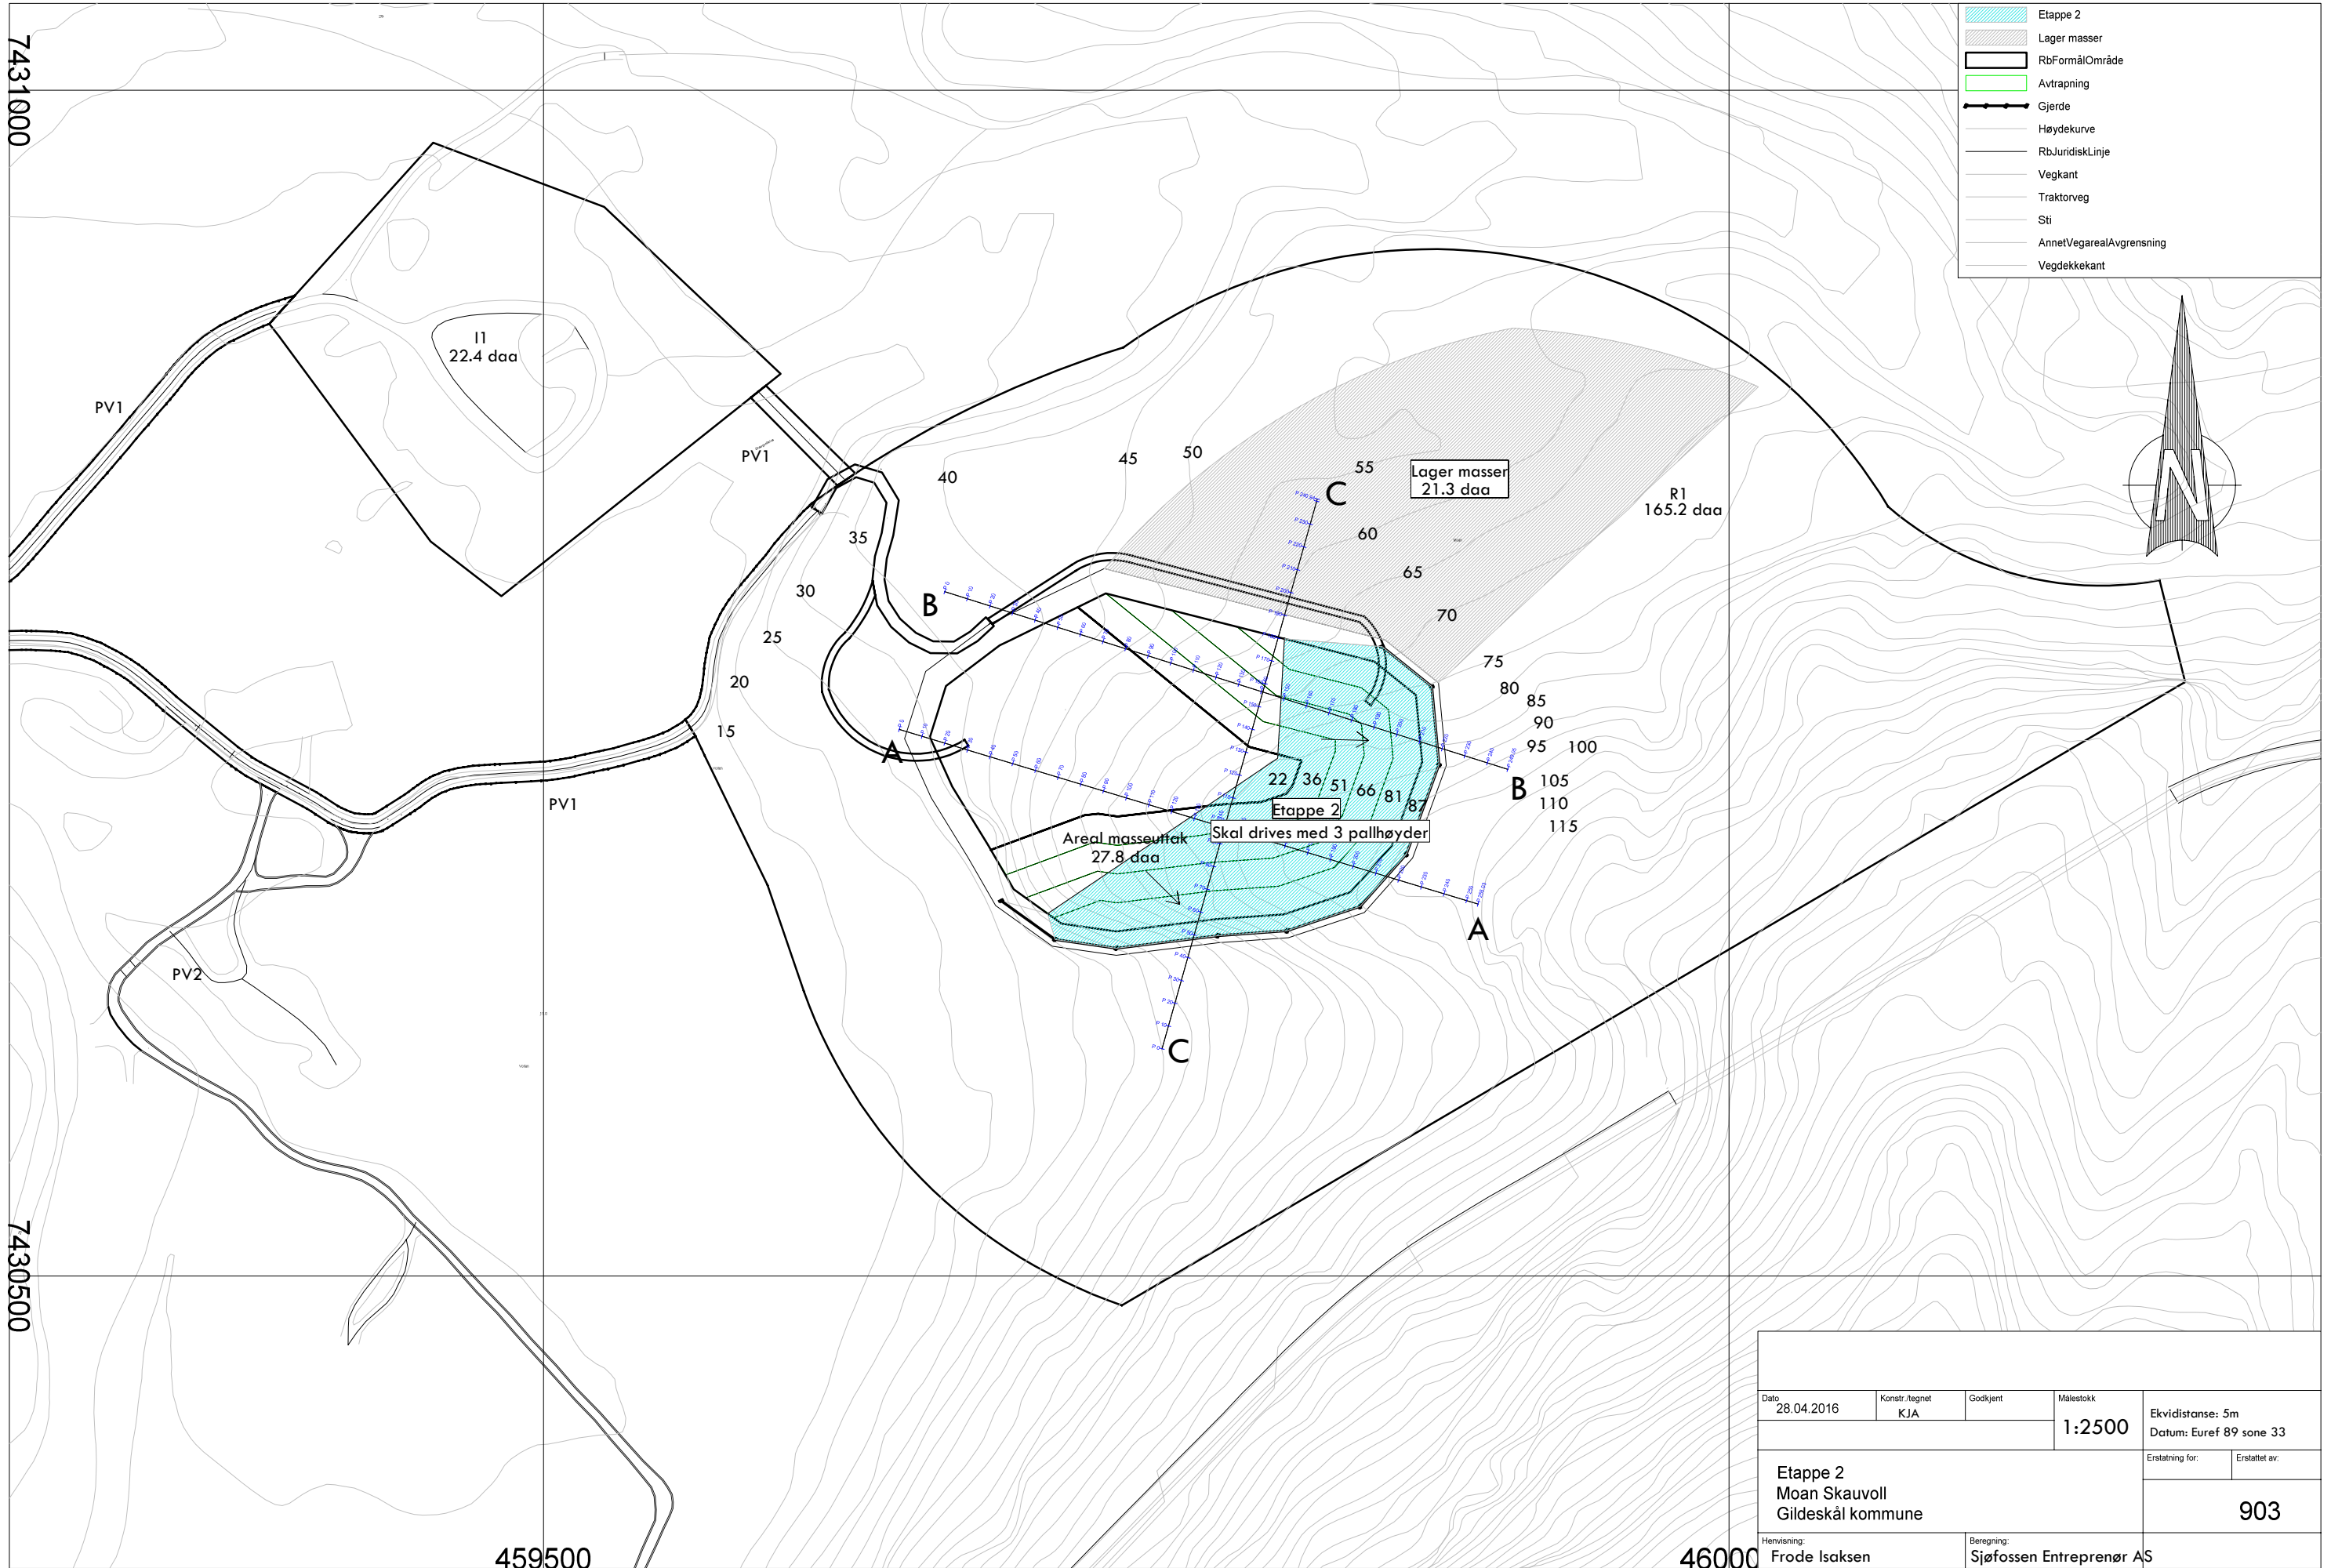 7431000
Etappe 2
Lager masser
RbFormålOmråde
Avtrapning
Gjerde
Høydekurve
RbJuridiskLinje
Vegkant
Traktorveg
Sti
AnnetVegarealAvgrensning
Vegdekkekant
I1
22.4 daa
PV1
PV1
40
45
50
55
Lager masser
21.3 daa
R1
165.2 daa
N
C
35
60
30
B
65
25
70
20
75
80
85
15
90
A
95
100
22
36
51
66
81
87
B
105
110
115
PV1
Etappe 2
Skal drives med 3 pallhøyder
Areal masseuttak
27.8 daa
A
PV2
C
7430500
459500
46000
Dato
28.04.2016
Konstr./tegnet
KJA
Godkjent
Målestokk
1:2500
Ekvidistanse: 5m
Datum: Euref 89 sone 33
Erstatning for:
Erstattet av:
Etappe 2
Moan Skauvoll
Gildeskål kommune
903
Henvisning:
Frode Isaksen
Beregning:
Sjøfossen Entreprenør AS